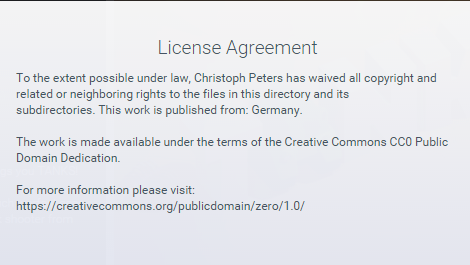 License Agreement
To the extent possible under law, Christoph Peters has waived all copyright and
related or neighboring rights to the files in this directory and its
subdirectories. This work is published from: Germany.
The work is made available under the terms of the Creative Commons CC0 Public
Domain Dedication.
For more information please visit:
https://creativecommons.org/publicdomain/zero/1.0/